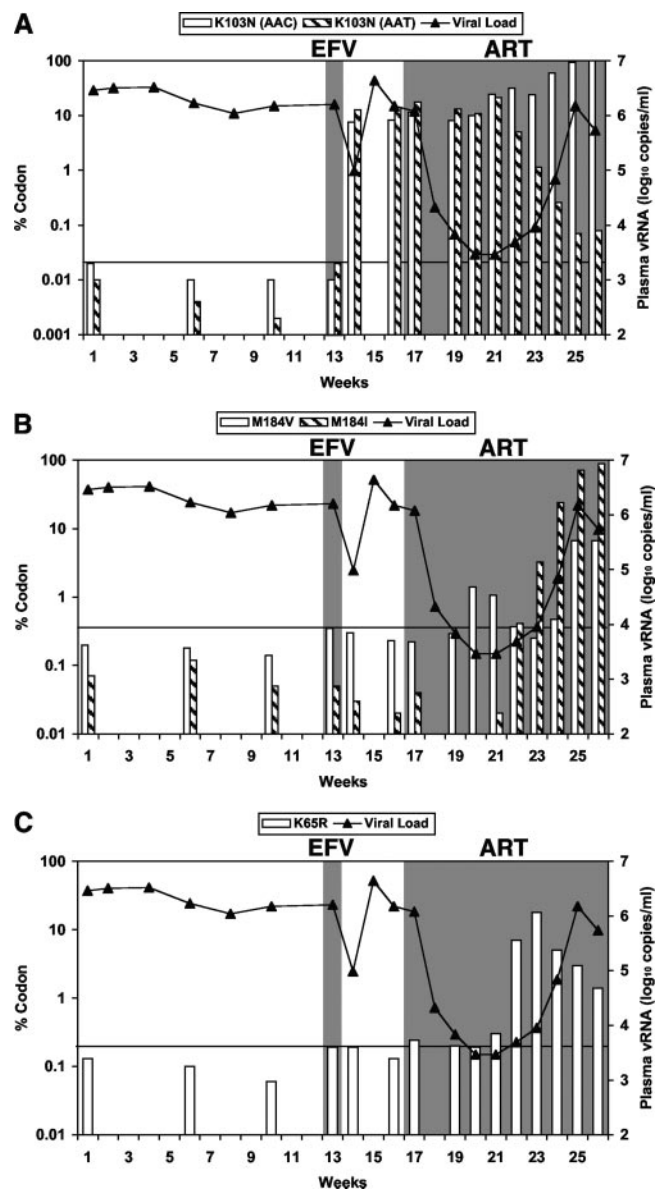 A
K103N (AAC) K103N (AAT) Viral Load
EFV ART
100 7
10 6
1 5
0.1 4
0.01 3
0.001 2
% Codon
Plasma vRNA (log₁₀ copies/ml)
1 3 5 7 9 11 13 15 17 19 21 23 25
Weeks
B
M184V M184I Viral Load
EFV ART
100 7
10 6
1 5
4
0.1 3
0.01 2
% Codon
Plasma vRNA (log₁₀ copies/ml)
1 3 5 7 9 11 13 15 17 19 21 23 25
Weeks
C
K65R Viral Load
EFV ART
100 7
10 6
1 5
4
0.1 3
0.01 2
% Codon
Plasma vRNA (log₁₀ copies/ml)
1 3 5 7 9 11 13 15 17 19 21 23 25
Weeks